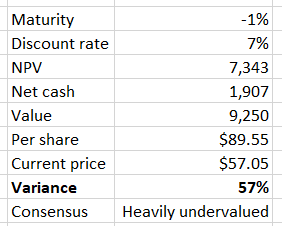 Maturity -1%
Discount rate 7%
NPV 7,343
Net cash 1,907
Value 9,250
Per share $89.55
Current price $57.05
Variance 57%
Consensus Heavily undervalued